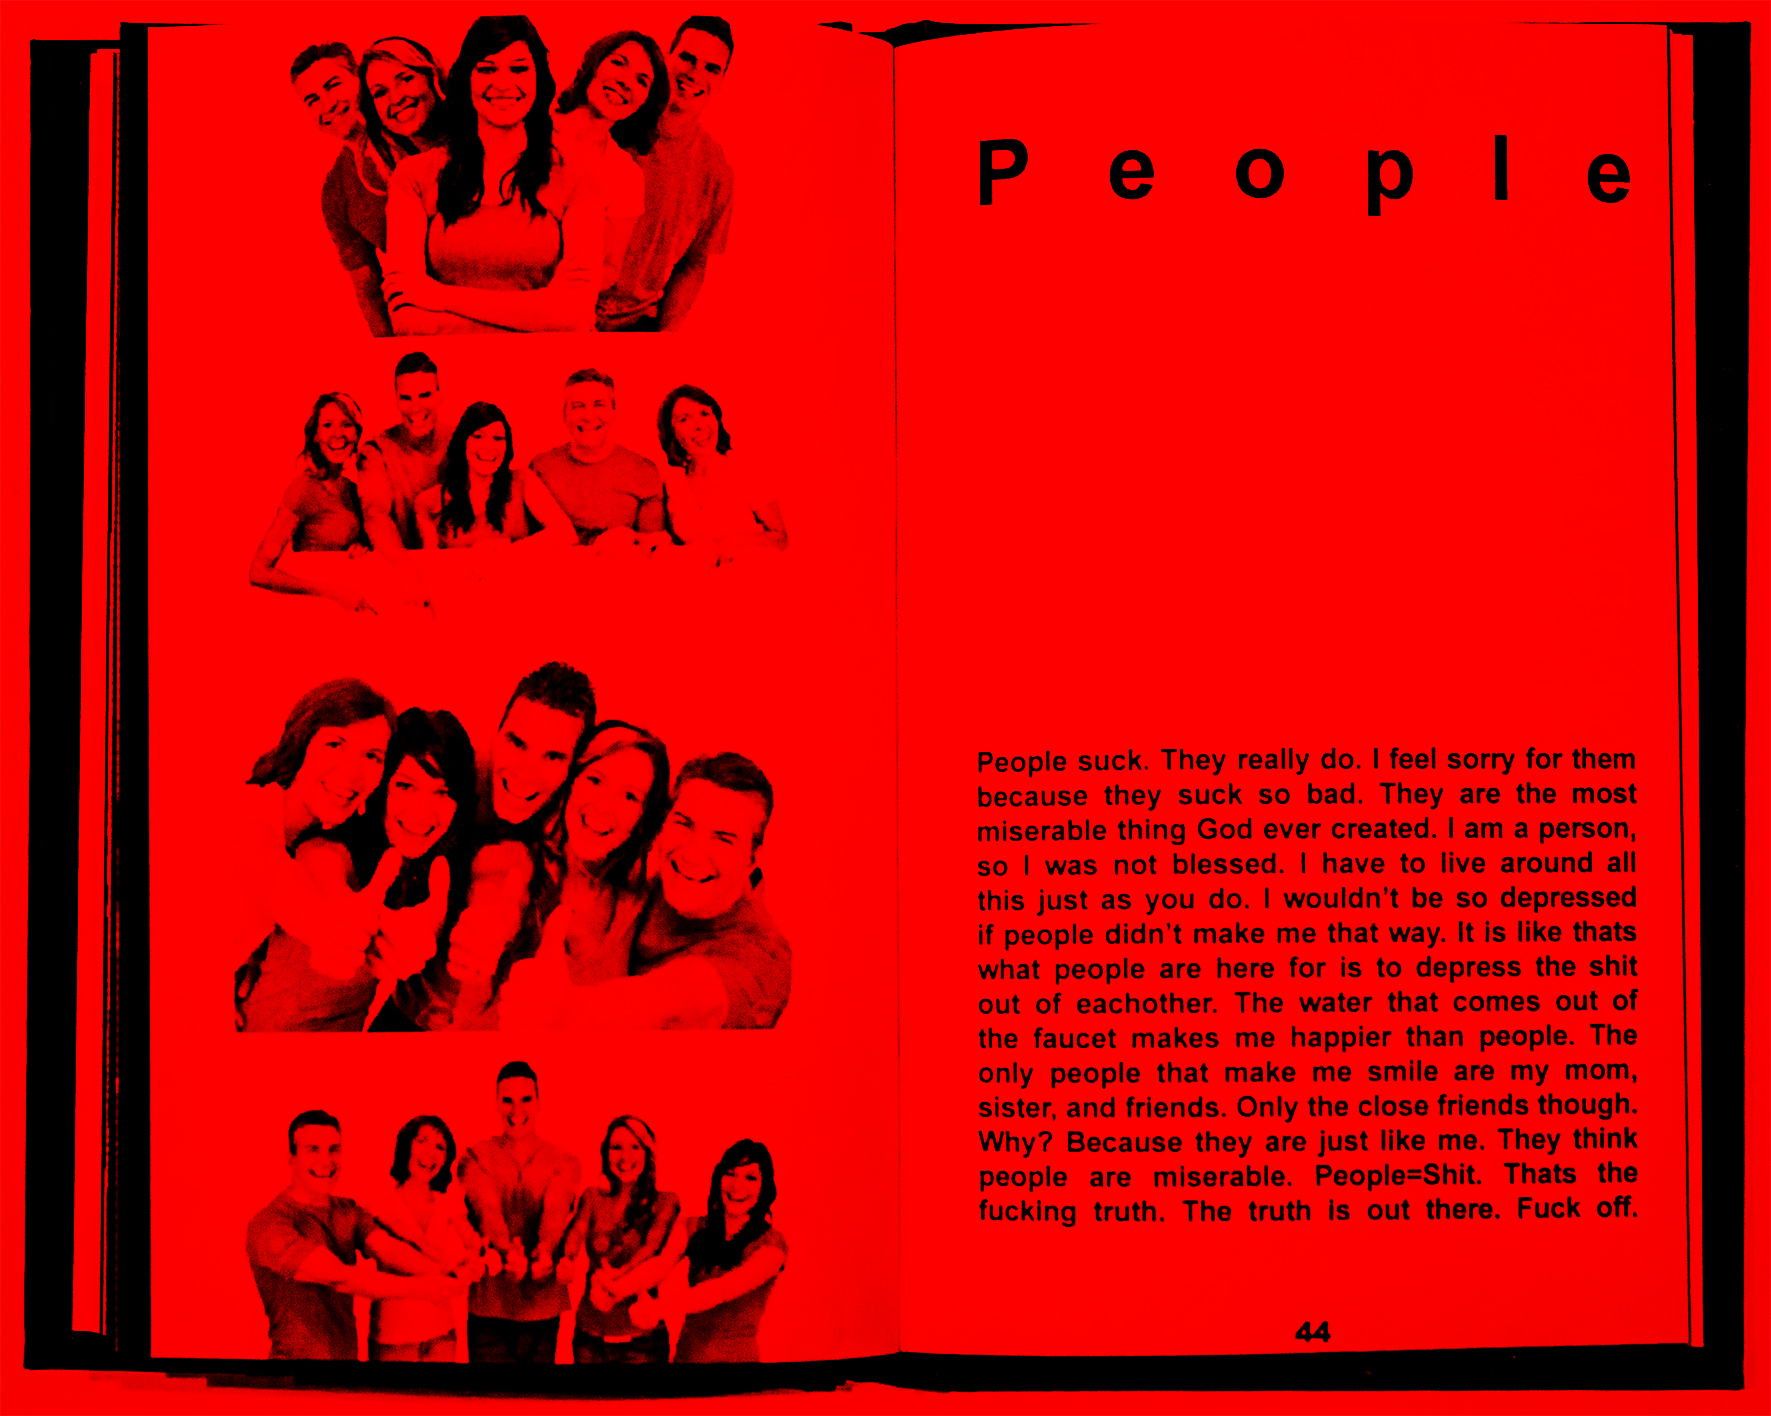 People
People suck. They really do. I feel sorry for them
because they suck so bad. They are the most
miserable thing God ever created. I am a person,
so I was not blessed. I have to live around all
this just as you do. I wouldn't be so depressed
if people didn't make me that way. It is like thats
what people are here for is to depress the shit
out of eachother. The water that comes out of
the faucet makes me happier than people. The
only people that make me smile are my mom,
sister, and friends. Only the close friends though.
Why? Because they are just like me. They think
people are miserable. People=Shit. Thats the
fucking truth. The truth is out there. Fuck off.
44